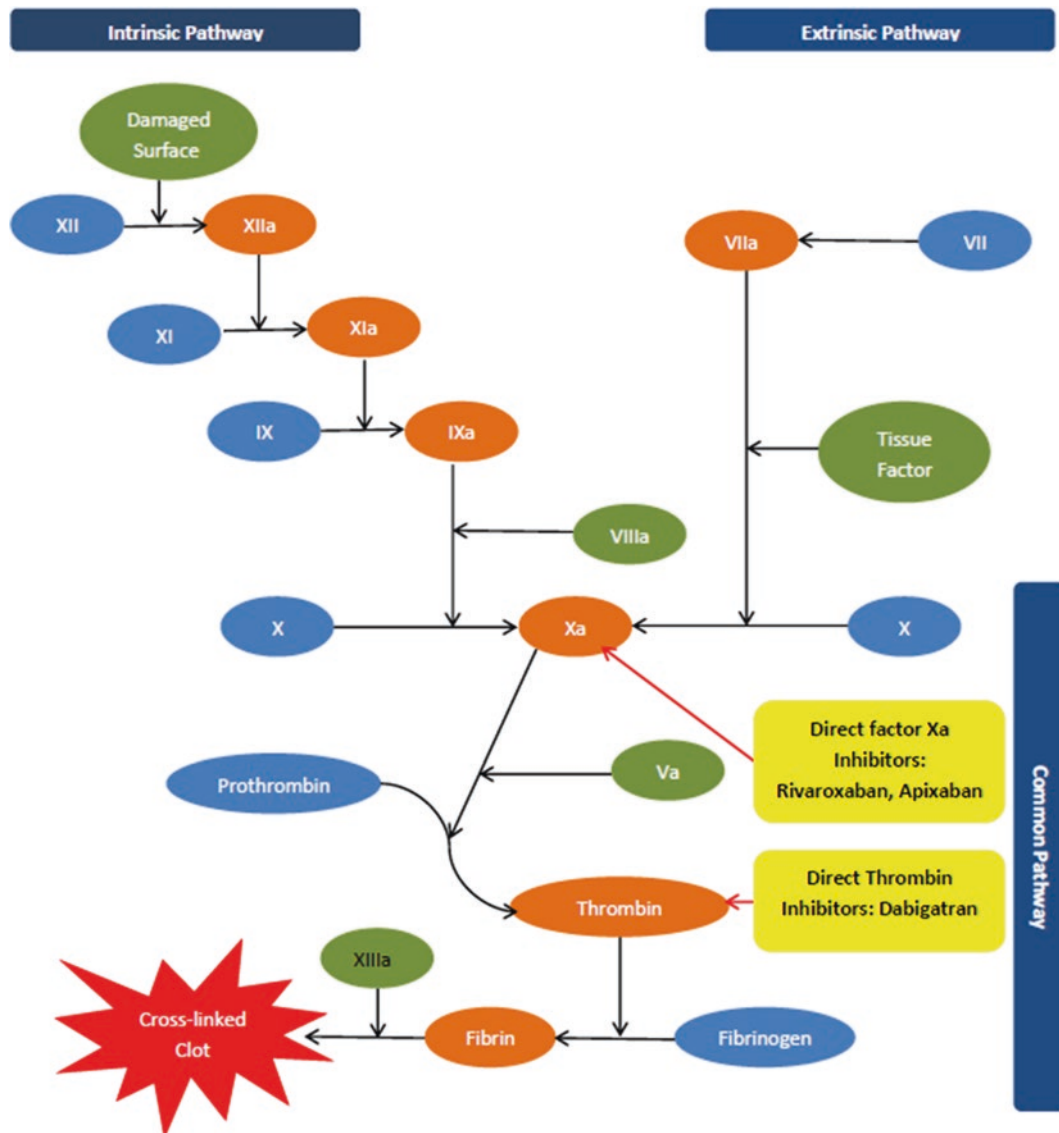 Intrinsic Pathway
Extrinsic Pathway
Damaged
Surface
XII
XIIa
VIIa
VII
XI
XIa
IX
IXa
Tissue
Factor
VIIIa
X
Xa
X
Direct factor Xa
Inhibitors:
Rivaroxaban, Apixaban
Prothrombin
Va
Common Pathway
Direct Thrombin
Inhibitors: Dabigatran
Thrombin
XIIIa
Cross-linked
Clot
Fibrin
Fibrinogen